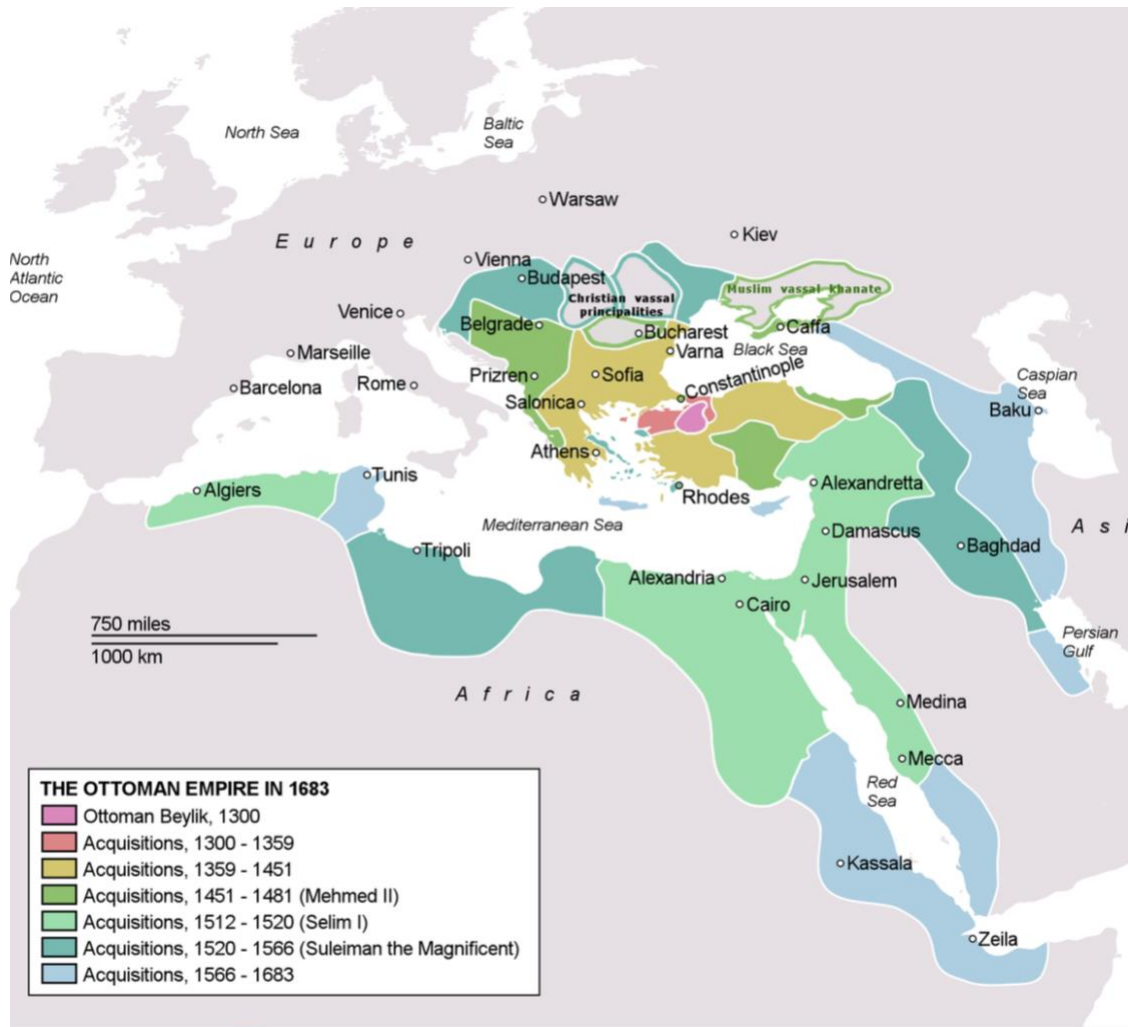 North Sea
Baltic
Sea
Warsaw
Europe
Kiev
North
Atlantic
Ocean
Vienna
Budapest
Muslim vassal khanate
Christian vassal
principalities
Venice
Belgrade
Bucharest
Caffa
Varna
Black Sea
Marseille
Barcelona
Rome
Prizren
Sofia
Constantinople
Caspian
Sea
Salonica
Baku
Athens
Tunis
Algiers
Rhodes
Alexandretta
Mediterranean Sea
Damascus
Asi
Tripoli
Baghdad
Alexandria
Jerusalem
Cairo
750 miles
1000 km
Persian
Gulf
Africa
Medina
Mecca
Red
Sea
Kassala
Zeila
THE OTTOMAN EMPIRE IN 1683
Ottoman Beylik, 1300
Acquisitions, 1300 - 1359
Acquisitions, 1359 - 1451
Acquisitions, 1451 - 1481 (Mehmed II)
Acquisitions, 1512 - 1520 (Selim I)
Acquisitions, 1520 - 1566 (Suleiman the Magnificent)
Acquisitions, 1566 - 1683